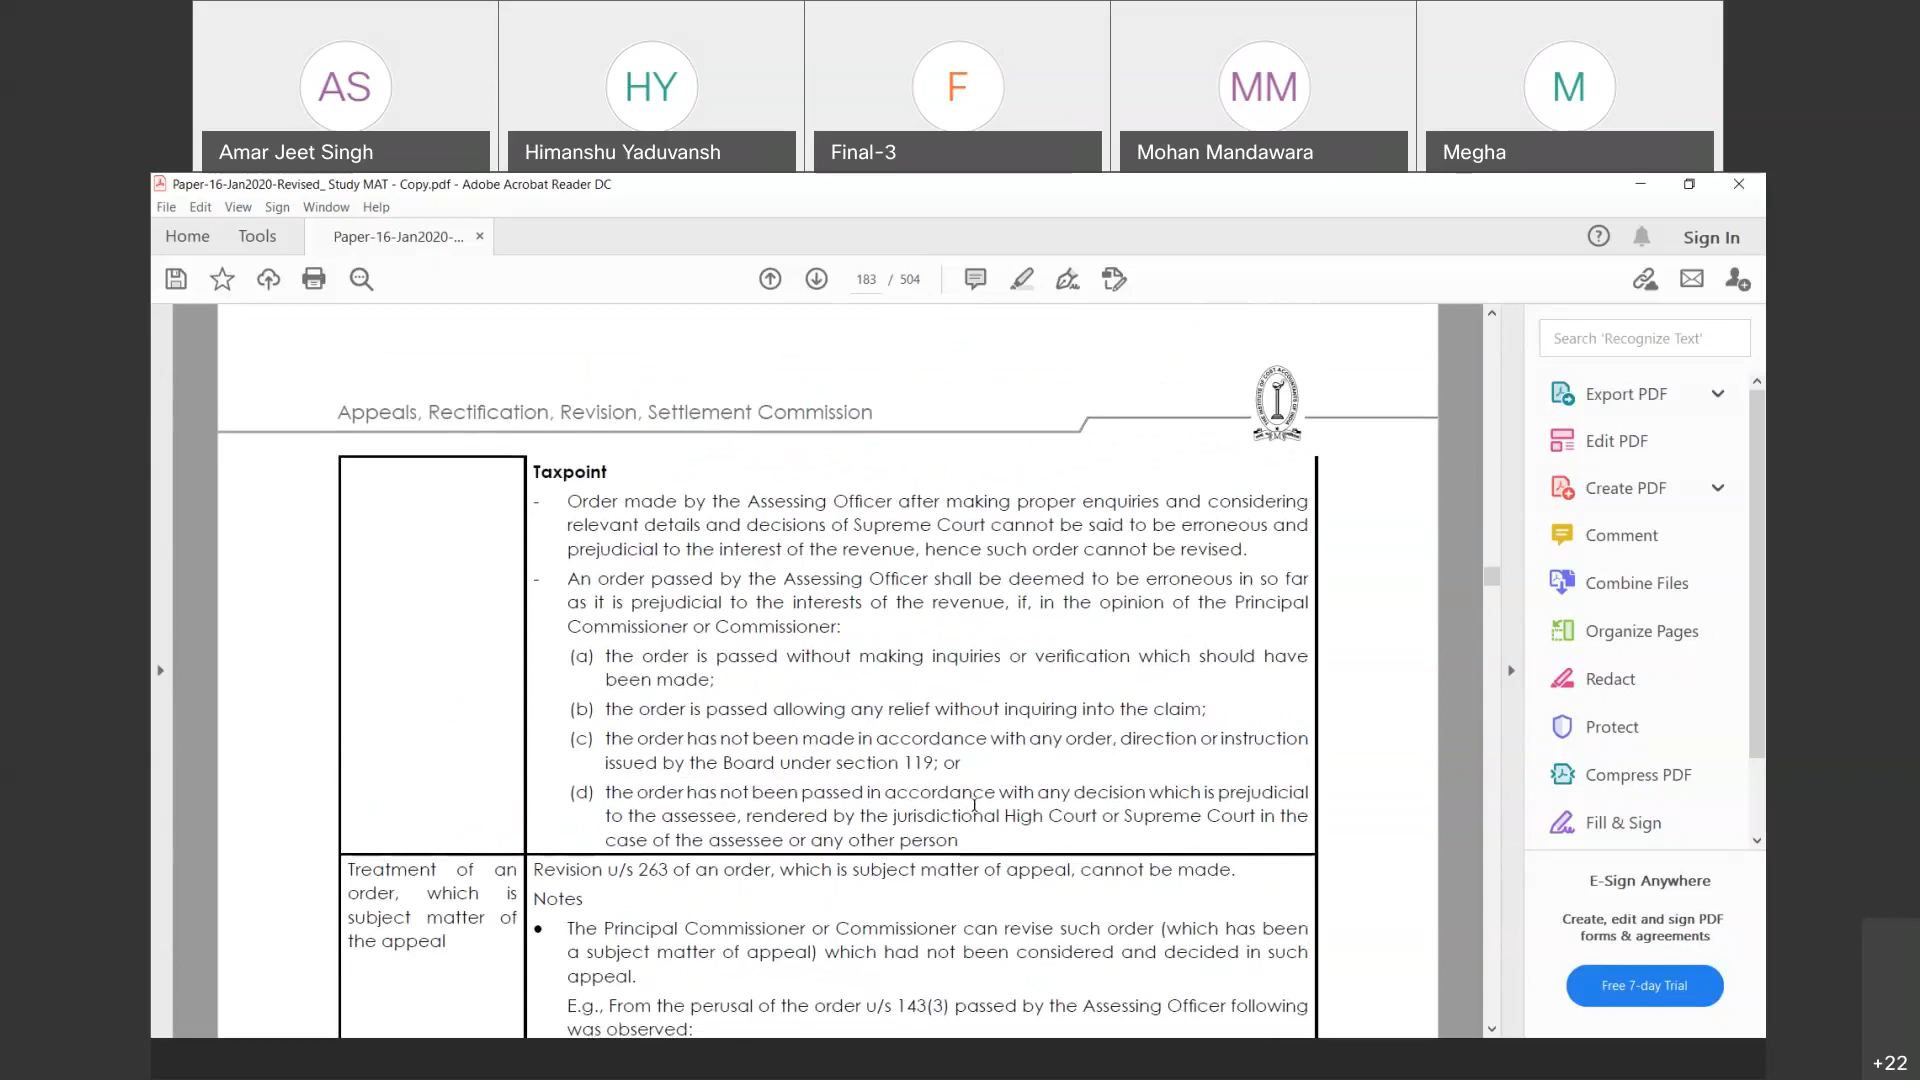 AS
HY
F
MM
M
Amar Jeet Singh
Himanshu Yaduvansh
Final-3
Mohan Mandawara
Megha
Paper-16-Jan2020-Revised_ Study MAT - Copy.pdf - Adobe Acrobat Reader DC
File Edit View Sign Window Help
Home Tools Paper-16-Jan2020-... × Sign In
183 / 504
Search 'Recognize Text'
Export PDF
Edit PDF
Create PDF
Comment
Combine Files
Organize Pages
Redact
Protect
Compress PDF
Fill & Sign
E-Sign Anywhere
Create, edit and sign PDF
forms & agreements
Free 7-day Trial
Appeals, Rectification, Revision, Settlement Commission
Taxpoint
- Order made by the Assessing Officer after making proper enquiries and considering
relevant details and decisions of Supreme Court cannot be said to be erroneous and
prejudicial to the interest of the revenue, hence such order cannot be revised.
- An order passed by the Assessing Officer shall be deemed to be erroneous in so far
as it is prejudicial to the interests of the revenue, if, in the opinion of the Principal
Commissioner or Commissioner:
(a) the order is passed without making inquiries or verification which should have
been made;
(b) the order is passed allowing any relief without inquiring into the claim;
(c) the order has not been made in accordance with any order, direction or instruction
issued by the Board under section 119; or
(d) the order has not been passed in accordance with any decision which is prejudicial
to the assessee, rendered by the jurisdictional High Court or Supreme Court in the
case of the assessee or any other person
Treatment of an
order, which is
subject matter of
the appeal
Revision u/s 263 of an order, which is subject matter of appeal, cannot be made.
Notes
● The Principal Commissioner or Commissioner can revise such order (which has been
a subject matter of appeal) which had not been considered and decided in such
appeal.
E.g., From the perusal of the order u/s 143(3) passed by the Assessing Officer following
was observed:
+22